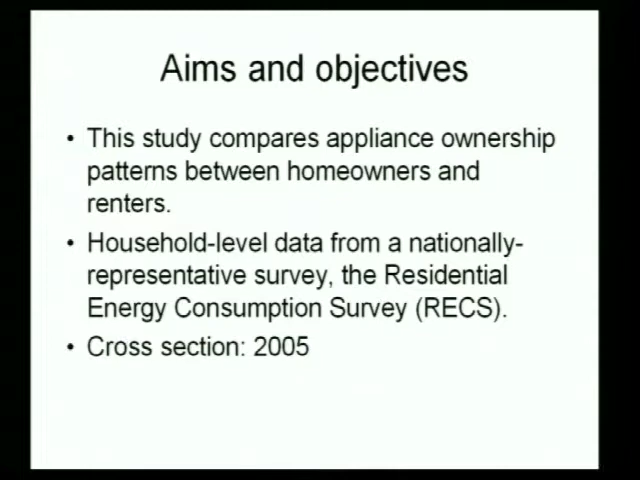 Aims and objectives
• This study compares appliance ownership
patterns between homeowners and
renters.
• Household-level data from a nationally-
representative survey, the Residential
Energy Consumption Survey (RECS).
• Cross section: 2005